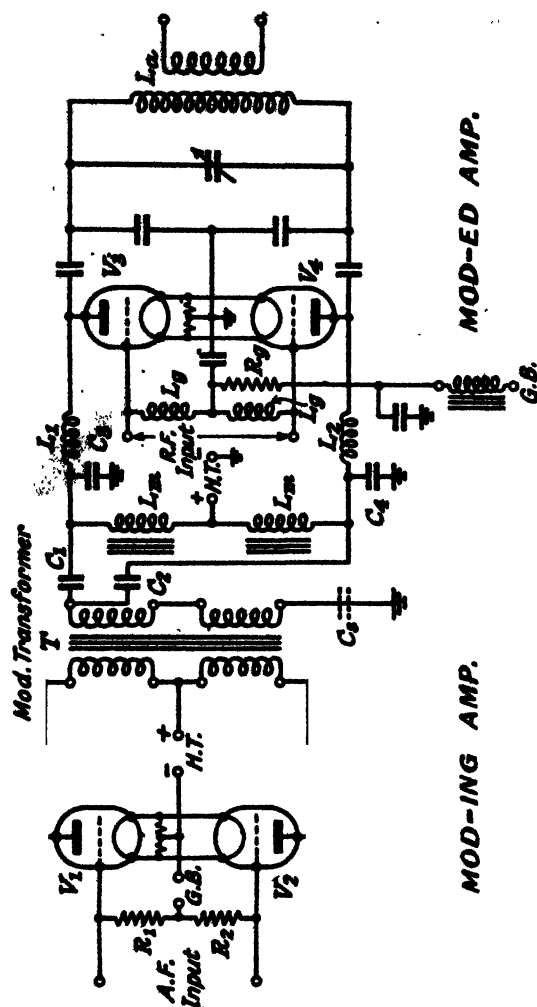 Mod. Transformer
T
A.F.
Input
R1
R2
V1
V2
G.B.
−
+
H.T.
C1
C2
Cs
Lm
Lm
+
H.T.
L1
L2
C4
R.F.
Input
Lg
Lg
Rg
V3
V4
La
G.B.
MOD-ING AMP.
MOD-ED AMP.